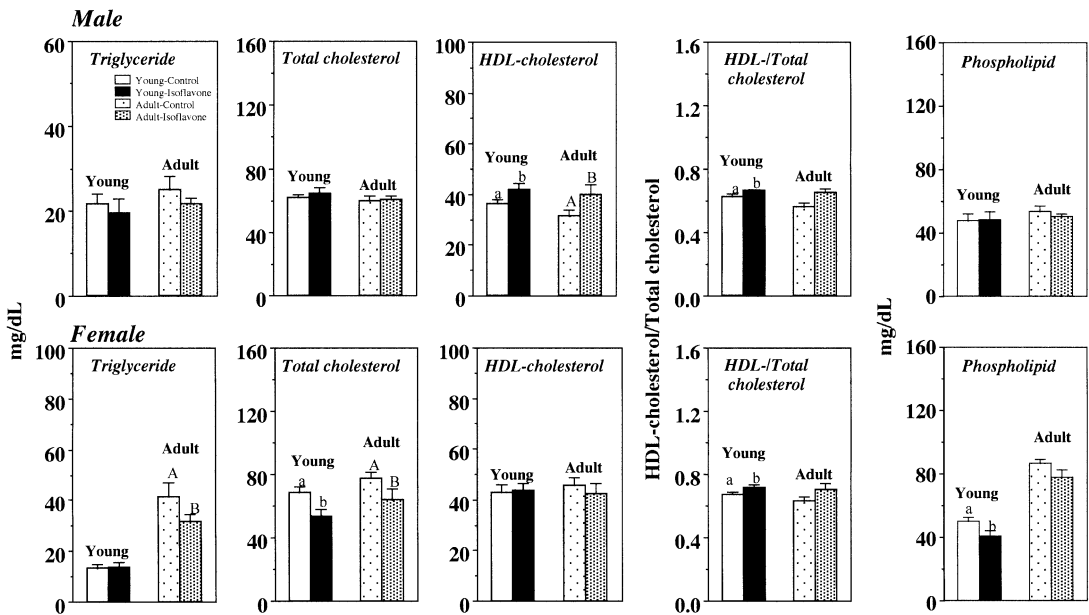 Male
Triglyceride
Young-Control
Young-Isoflavone
Adult-Control
Adult-Isoflavone
60
40
20
0
Young
Adult
Total cholesterol
160
120
80
40
0
Young
Adult
HDL-cholesterol
100
80
60
40
20
0
Young
a b
Adult
A B
HDL-/Total
cholesterol
1.6
1.2
0.8
0.4
0.0
Young
a b
Adult
Phospholipid
160
120
80
40
0
Young
Adult
mg/dL
HDL-cholesterol/Total cholesterol
mg/dL
Female
Triglyceride
100
80
60
40
20
0
Young
Adult
A B
Total cholesterol
160
120
80
40
0
Young
a b
Adult
A B
HDL-cholesterol
100
80
60
40
20
0
Young
Adult
HDL-/Total
cholesterol
1.6
1.2
0.8
0.4
0.0
Young
a b
Adult
Phospholipid
160
120
80
40
0
Young
a b
Adult